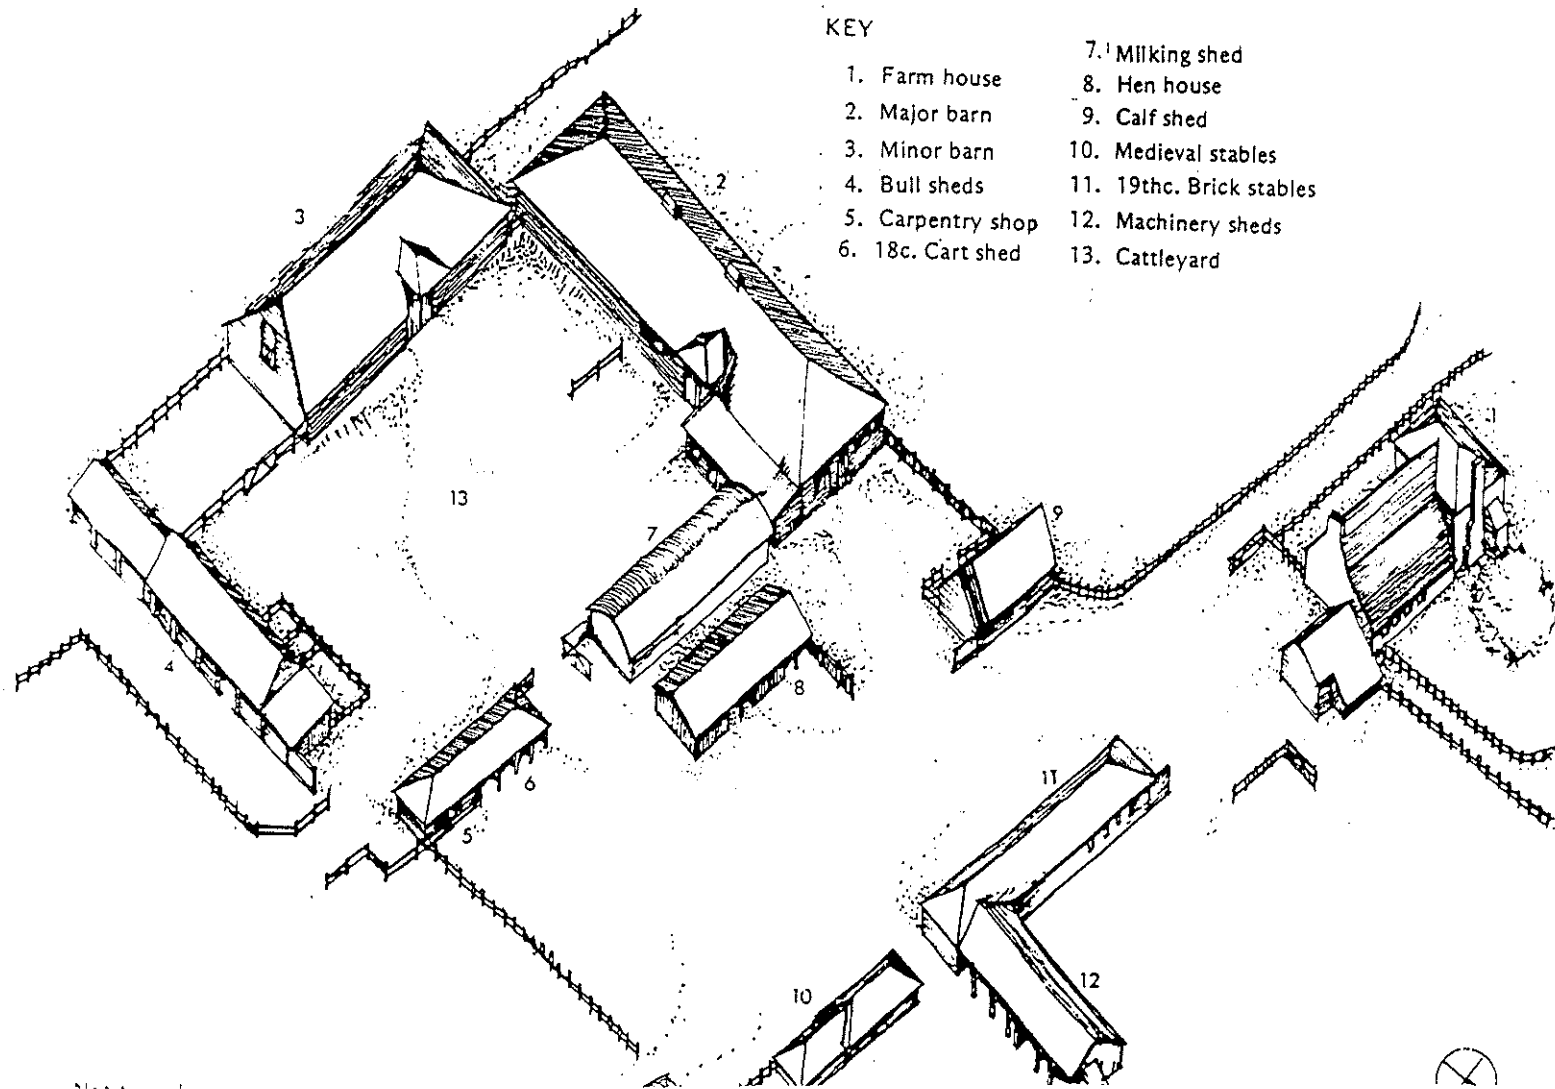 KEY
1. Farm house
2. Major barn
3. Minor barn
4. Bull sheds
5. Carpentry shop
6. 18c. Cart shed
7. Milking shed
8. Hen house
9. Calf shed
10. Medieval stables
11. 19thc. Brick stables
12. Machinery sheds
13. Cattleyard
2
3
1
13
9
7
4
8
6
11
5
12
10